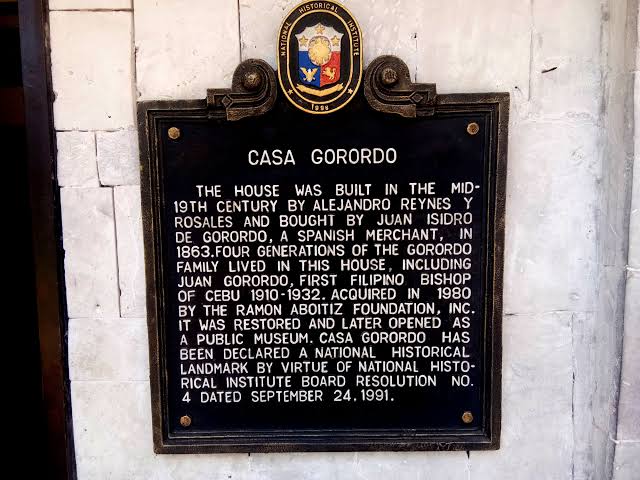 NATIONAL HISTORICAL INSTITUTE
CASA GORORDO
THE HOUSE WAS BUILT IN THE MID-
19TH CENTURY BY ALEJANDRO REYNES Y
ROSALES AND BOUGHT BY JUAN ISIDRO
DE GORORDO, A SPANISH MERCHANT, IN
1863.FOUR GENERATIONS OF THE GORORDO
FAMILY LIVED IN THIS HOUSE, INCLUDING
JUAN GORORDO, FIRST FILIPINO BISHOP
OF CEBU 1910-1932. ACQUIRED IN 1980
BY THE RAMON ABOITIZ FOUNDATION, INC.
IT WAS RESTORED AND LATER OPENED AS
A PUBLIC MUSEUM. CASA GORORDO HAS
BEEN DECLARED A NATIONAL HISTORICAL
LANDMARK BY VIRTUE OF NATIONAL HISTO-
RICAL INSTITUTE BOARD RESOLUTION NO.
4 DATED SEPTEMBER 24,1991.